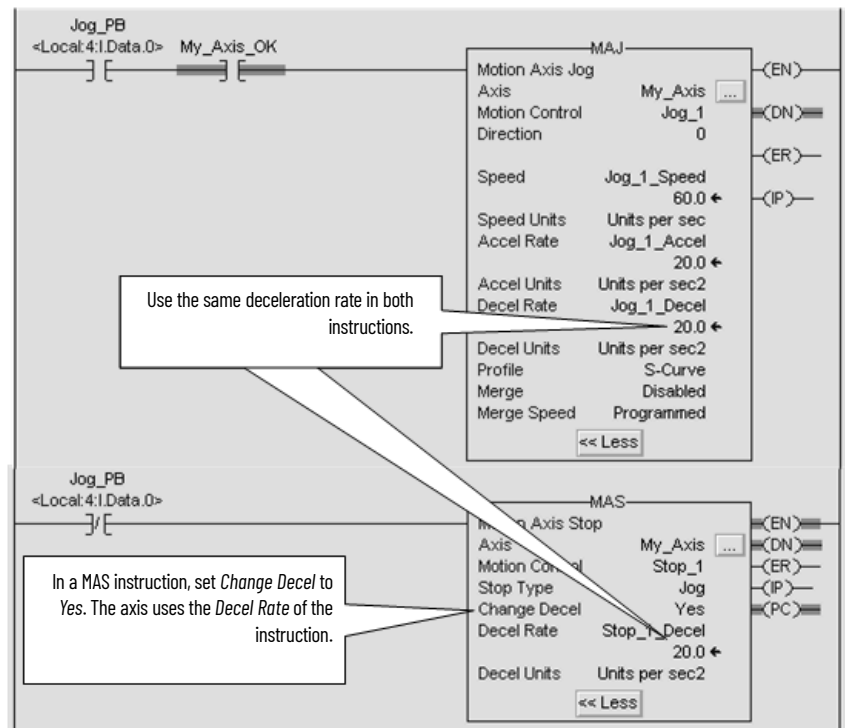 Jog_PB
<Local:4:I.Data.0>
My_Axis_OK
MAJ
Motion Axis Jog
Axis My_Axis ...
Motion Control Jog_1
Direction 0
Speed Jog_1_Speed
60.0
Speed Units Units per sec
Accel Rate Jog_1_Accel
20.0
Accel Units Units per sec2
Decel Rate Jog_1_Decel
20.0
Decel Units Units per sec2
Profile S-Curve
Merge Disabled
Merge Speed Programmed
<< Less
(EN)
(DN)
(ER)
(IP)
Use the same deceleration rate in both
instructions.
Jog_PB
<Local:4:I.Data.0>
MAS
Axis Stop
Axis My_Axis ...
Motion Stop_1
Stop Type Jog
Change Decel Yes
Decel Rate Stop_1_Decel
20.0
Decel Units Units per sec2
<< Less
(EN)
(DN)
(ER)
(IP)
(PC)
In a MAS instruction, set Change Decel to
Yes. The axis uses the Decel Rate of the
instruction.